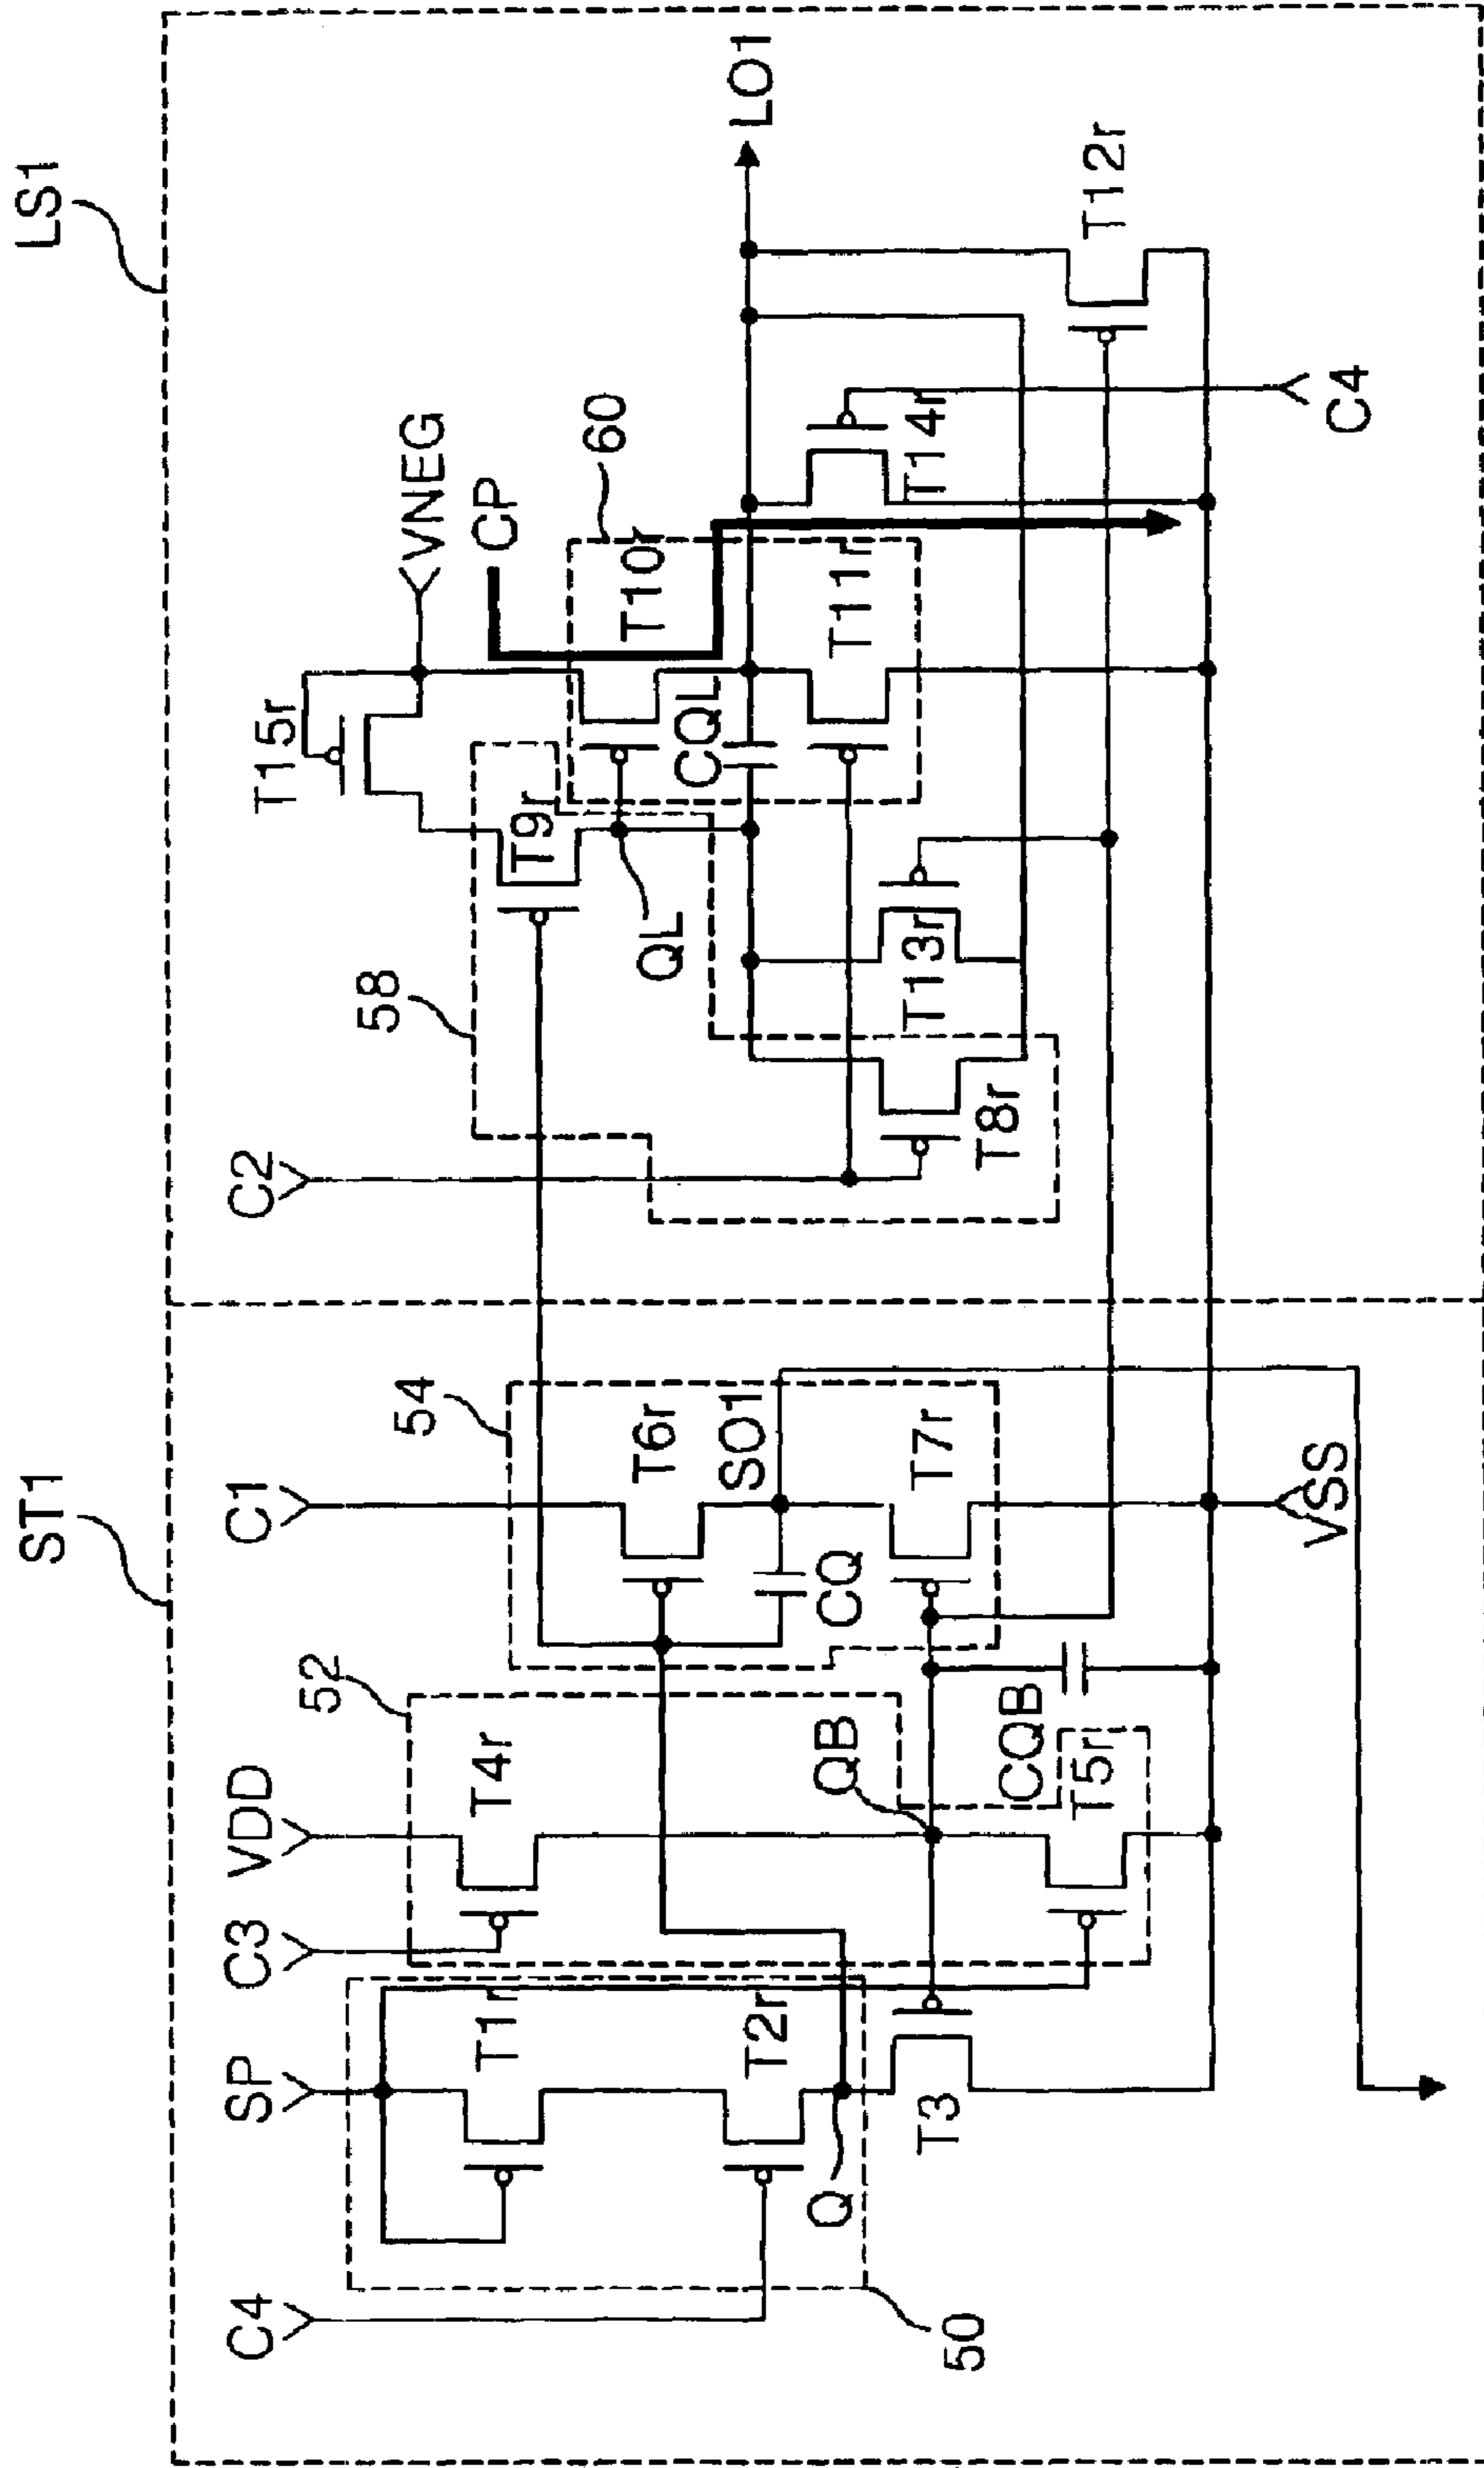 ST1
LS1
C4
SP
C3
VDD
C1
C2
52
54
58
T15r
VNEG
CP
60
T1r
T4r
T6r
T9r
T10r
LO1
T2r
SO1
QL
CQL
Q
QB
CQ
T3
T7r
T8r
T13r
T11r
T14r
T12r
CQB
T5r
50
VSS
C4